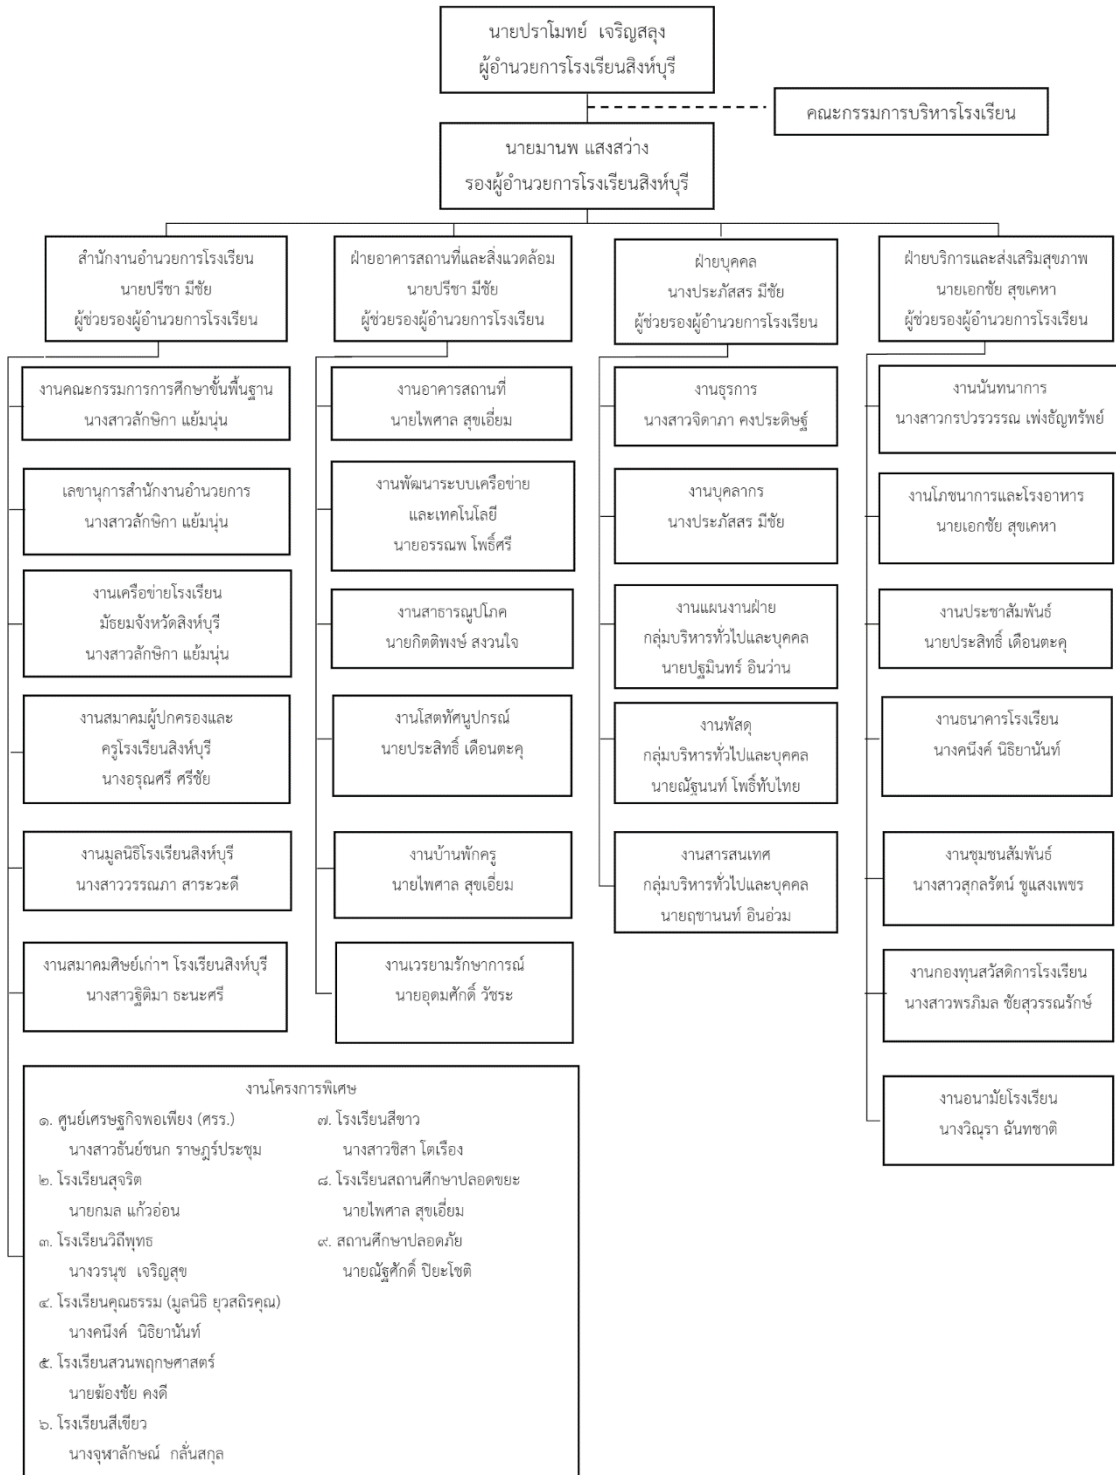 นายปราโมทย์  เจริญสลุง
ผู้อำนวยการโรงเรียนสิงห์บุรี
คณะกรรมการบริหารโรงเรียน
นายมานพ แสงสว่าง
รองผู้อำนวยการโรงเรียนสิงห์บุรี
สำนักงานอำนวยการโรงเรียน
นายปรีชา มีชัย
ผู้ช่วยรองผู้อำนวยการโรงเรียน
ฝ่ายอาคารสถานที่และสิ่งแวดล้อม
นายปรีชา มีชัย
ผู้ช่วยรองผู้อำนวยการโรงเรียน
ฝ่ายบุคคล
นางประภัสสร มีชัย
ผู้ช่วยรองผู้อำนวยการโรงเรียน
ฝ่ายบริการและส่งเสริมสุขภาพ
นายเอกชัย สุขเคหา
ผู้ช่วยรองผู้อำนวยการโรงเรียน
งานคณะกรรมการการศึกษาขั้นพื้นฐาน
นางสาวลักษิกา แย้มนุ่น
เลขานุการสำนักงานอำนวยการ
นางสาวลักษิกา แย้มนุ่น
งานเครือข่ายโรงเรียน
มัธยมจังหวัดสิงห์บุรี
นางสาวลักษิกา แย้มนุ่น
งานสมาคมผู้ปกครองและ
ครูโรงเรียนสิงห์บุรี
นางอรุณศรี ศรีชัย
งานมูลนิธิโรงเรียนสิงห์บุรี
นางสาววรรณภา สาระวะดี
งานสมาคมศิษย์เก่าฯ โรงเรียนสิงห์บุรี
นางสาวฐิติมา ธะนะศรี
งานอาคารสถานที่
นายไพศาล สุขเอี่ยม
งานพัฒนาระบบเครือข่าย
และเทคโนโลยี
นายอรรณพ โพธิ์ศรี
งานสาธารณูปโภค
นายกิตติพงษ์ สงวนใจ
งานโสตทัศนูปกรณ์
นายประสิทธิ์ เดือนตะคุ
งานบ้านพักครู
นายไพศาล สุขเอี่ยม
งานเวรยามรักษาการณ์
นายอุดมศักดิ์ วัชระ
งานธุรการ
นางสาวจิดาภา คงประดิษฐ์
งานบุคลากร
นางประภัสสร มีชัย
งานแผนงานฝ่าย
กลุ่มบริหารทั่วไปและบุคคล
นายปฐมินทร์ อินว่าน
งานพัสดุ
กลุ่มบริหารทั่วไปและบุคคล
นายณัฐนนท์ โพธิ์ทับไทย
งานสารสนเทศ
กลุ่มบริหารทั่วไปและบุคคล
นายฤชานนท์ อินอ่วม
งานนันทนาการ
นางสาวกรปวรวรรณ เพ่งธัญทรัพย์
งานโภชนาการและโรงอาหาร
นายเอกชัย สุขเคหา
งานประชาสัมพันธ์
นายประสิทธิ์ เดือนตะคุ
งานธนาคารโรงเรียน
นางคนึงค์ นิธิยานันท์
งานชุมชนสัมพันธ์
นางสาวสุกลรัตน์ ชูแสงเพชร
งานกองทุนสวัสดิการโรงเรียน
นางสาวพรภิมล ชัยสุวรรณรักษ์
งานอนามัยโรงเรียน
นางวิณุรา ฉันทชาติ
งานโครงการพิเศษ
๑. ศูนย์เศรษฐกิจพอเพียง (ศรร.)
นางสาวธันย์ชนก ราษฎร์ประชุม
๒. โรงเรียนสุจริต
นายกมล แก้วอ่อน
๓. โรงเรียนวิถีพุทธ
นางวรนุช  เจริญสุข
๔. โรงเรียนคุณธรรม (มูลนิธิ ยุวสถิรคุณ)
นางคนึงค์  นิธิยานันท์
๕. โรงเรียนสวนพฤกษศาสตร์
นายฆ้องชัย คงดี
๖. โรงเรียนสีเขียว
นางจุฬาลักษณ์  กลั่นสกุล
๗. โรงเรียนสีขาว
นางสาวชิสา โตเรือง
๘. โรงเรียนสถานศึกษาปลอดขยะ
นายไพศาล สุขเอี่ยม
๙. สถานศึกษาปลอดภัย
นายณัฐศักดิ์ ปิยะโชติ